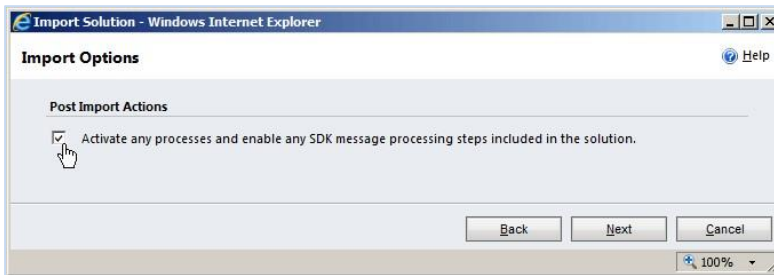 Import Solution - Windows Internet Explorer
Import Options
Help
Post Import Actions
Activate any processes and enable any SDK message processing steps included in the solution.
Back
Next
Cancel
100%